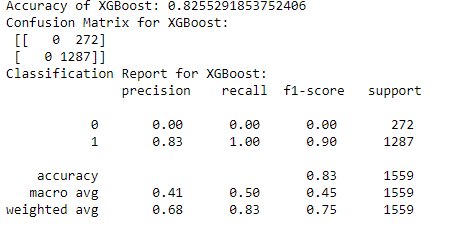 Accuracy of XGBoost: 0.8255291853752406
Confusion Matrix for XGBoost:
[[   0  272]
 [   0 1287]]
Classification Report for XGBoost:
              precision    recall  f1-score   support

           0       0.00      0.00      0.00       272
           1       0.83      1.00      0.90      1287

    accuracy                           0.83      1559
   macro avg       0.41      0.50      0.45      1559
weighted avg       0.68      0.83      0.75      1559